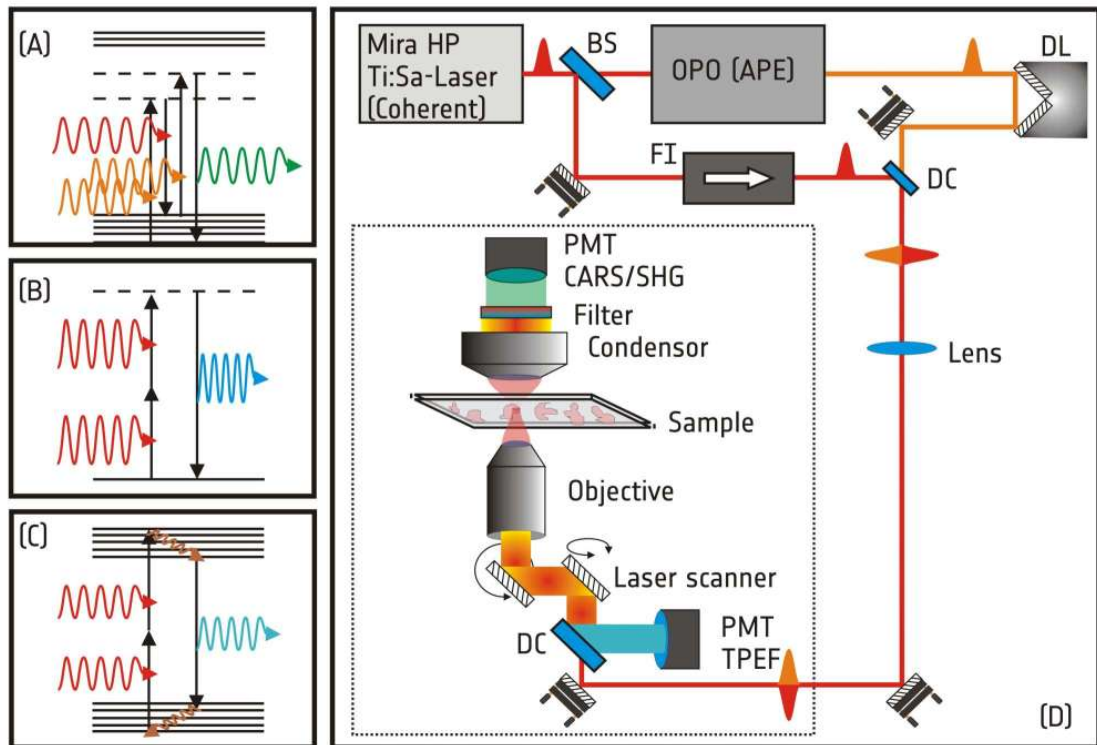 (A)
(B)
(C)
Mira HP
Ti:Sa-Laser
(Coherent)
BS
OPO (APE)
DL
FI
DC
PMT
CARS/SHG
Filter
Condensor
Lens
Sample
Objective
Laser scanner
DC
PMT
TPEF
(D)